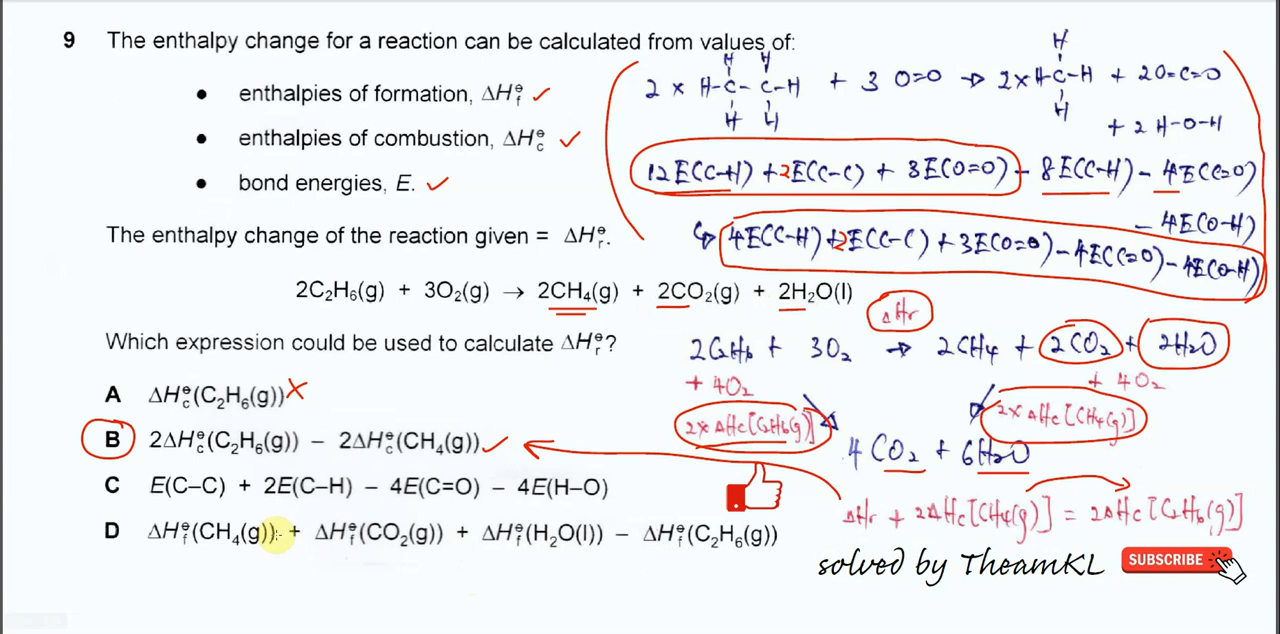 9 The enthalpy change for a reaction can be calculated from values of:
• enthalpies of formation, ΔH⦵f ✓
• enthalpies of combustion, ΔH⦵c ✓
• bond energies, E. ✓
H H H
2 × H-C-C-H + 3 O=O → 2×H-C-H + 2O=C=O
H H H
+ 2 H-O-H
12E(C-H) + 2E(C-C) + 3E(O=O) - 8E(C-H) - 4E(C=O)
- 4E(O-H)
↪ 4E(C-H) + 2E(C-C) + 3E(O=O) - 4E(C=O) - 4E(O-H)
The enthalpy change of the reaction given = ΔH⦵r.
2C₂H₆(g) + 3O₂(g) → 2CH₄(g) + 2CO₂(g) + 2H₂O(l)
ΔHr
Which expression could be used to calculate ΔH⦵r?
2C₂H₆ + 3O₂ → 2CH₄ + 2CO₂ + 2H₂O
+ 4O₂ + 4O₂
2× ΔHc[C₂H₆(g)] 2× ΔHc[CH₄(g)]
4 CO₂ + 6H₂O
ΔHr + 2ΔHc[CH₄(g)] = 2ΔHc[C₂H₆(g)]
A ΔH⦵c(C₂H₆(g)) ×
B 2ΔH⦵c(C₂H₆(g)) – 2ΔH⦵c(CH₄(g)) ✓
C E(C–C) + 2E(C–H) – 4E(C=O) – 4E(H–O)
D ΔH⦵f(CH₄(g)) + ΔH⦵f(CO₂(g)) + ΔH⦵f(H₂O(l)) – ΔH⦵f(C₂H₆(g))
solved by TheamKL
SUBSCRIBE